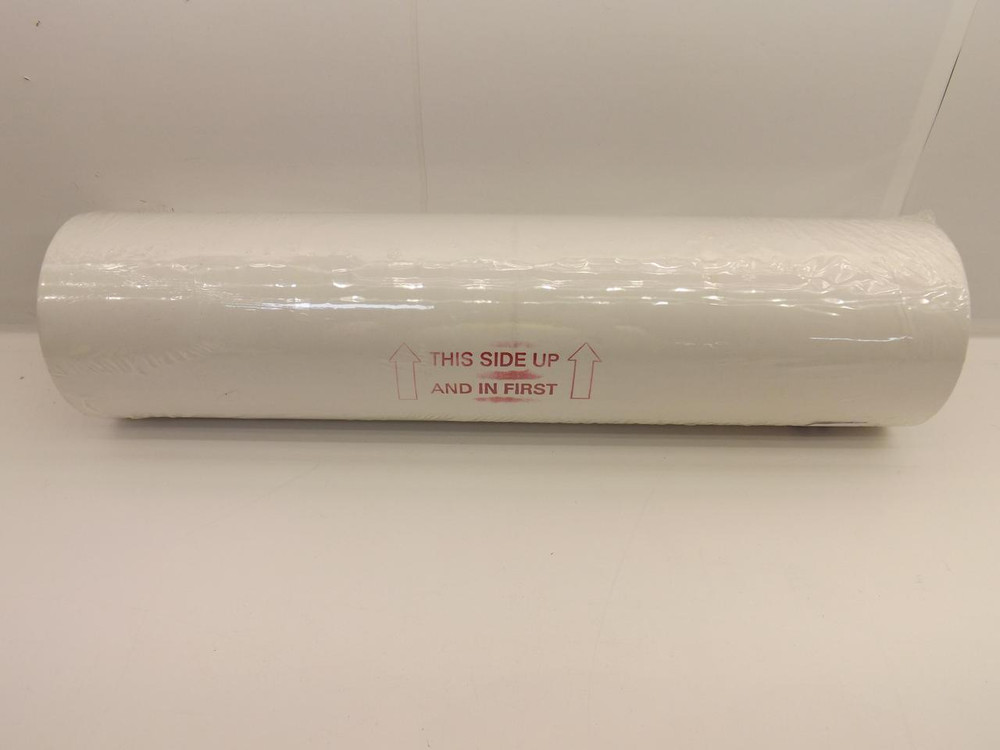 THIS SIDE UP
AND IN FIRST